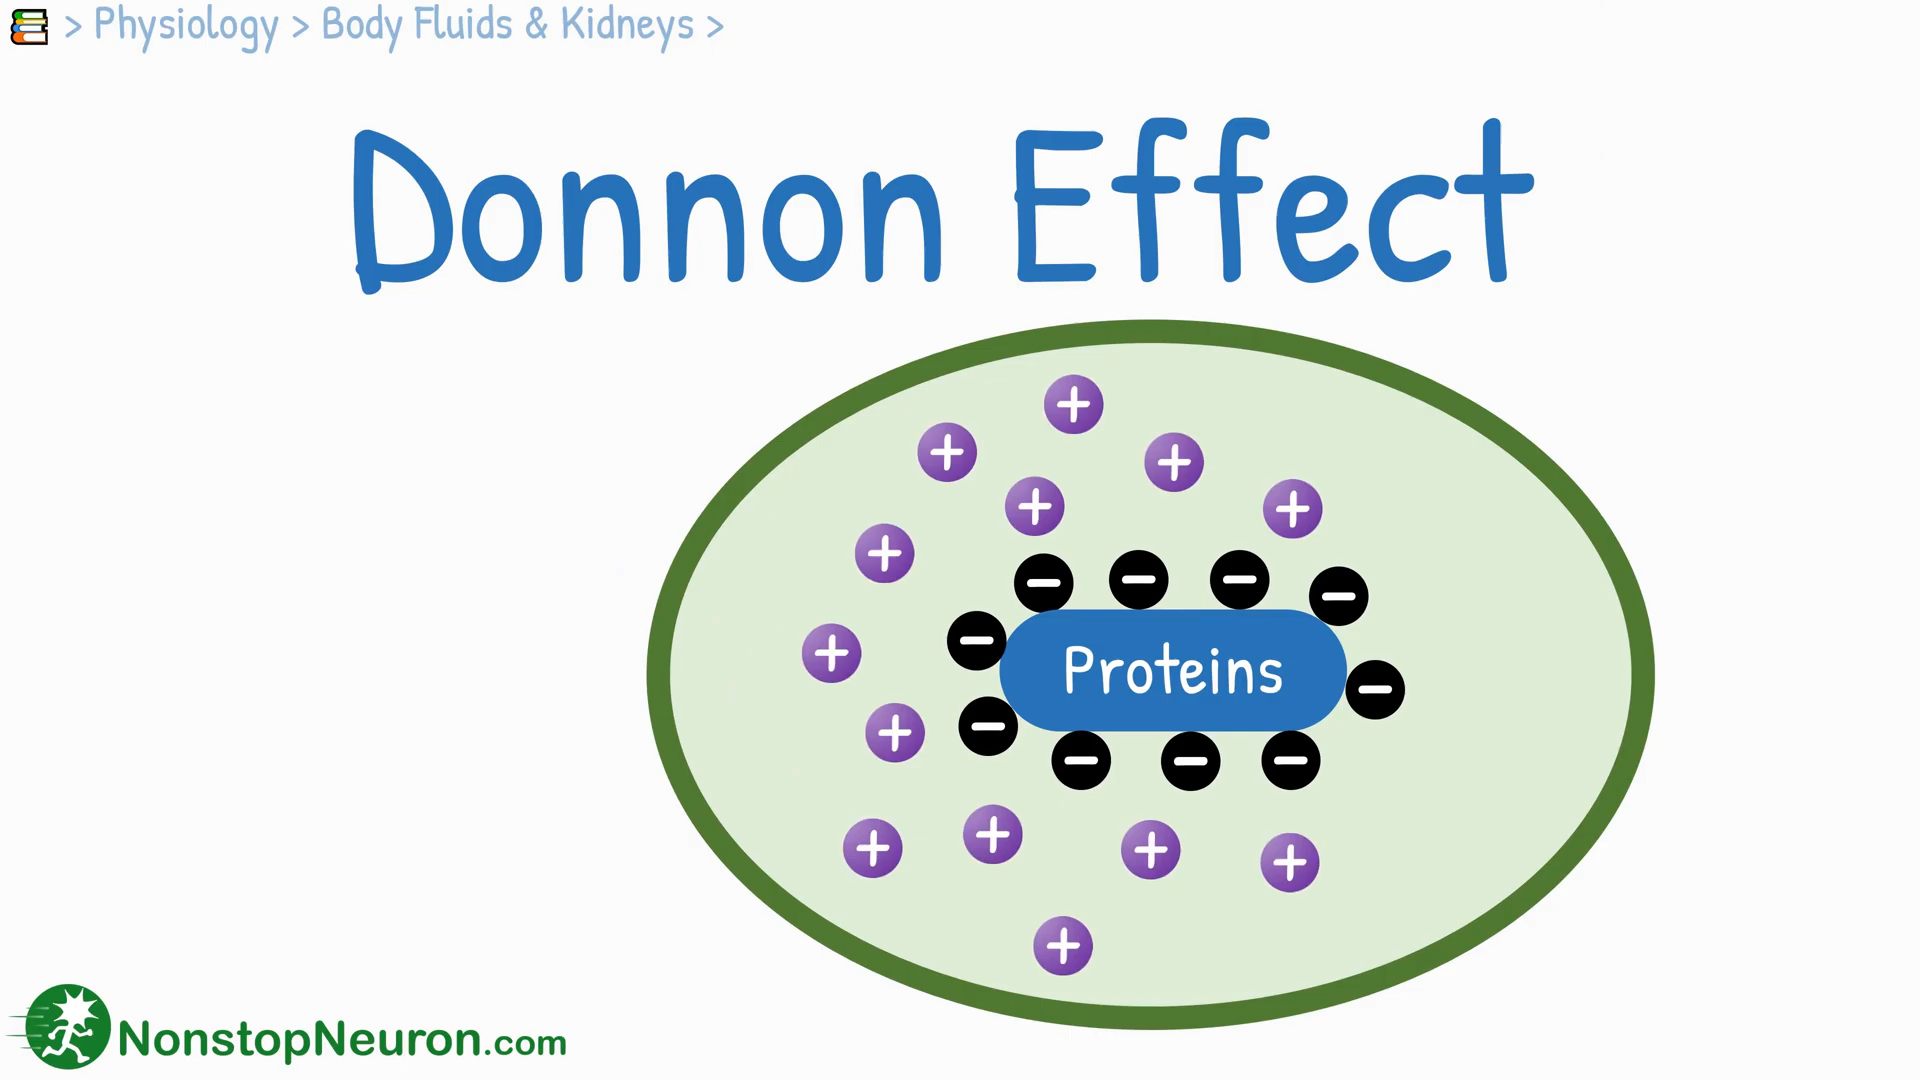 > Physiology > Body Fluids & Kidneys >
Donnon Effect
Proteins
NonstopNeuron.com